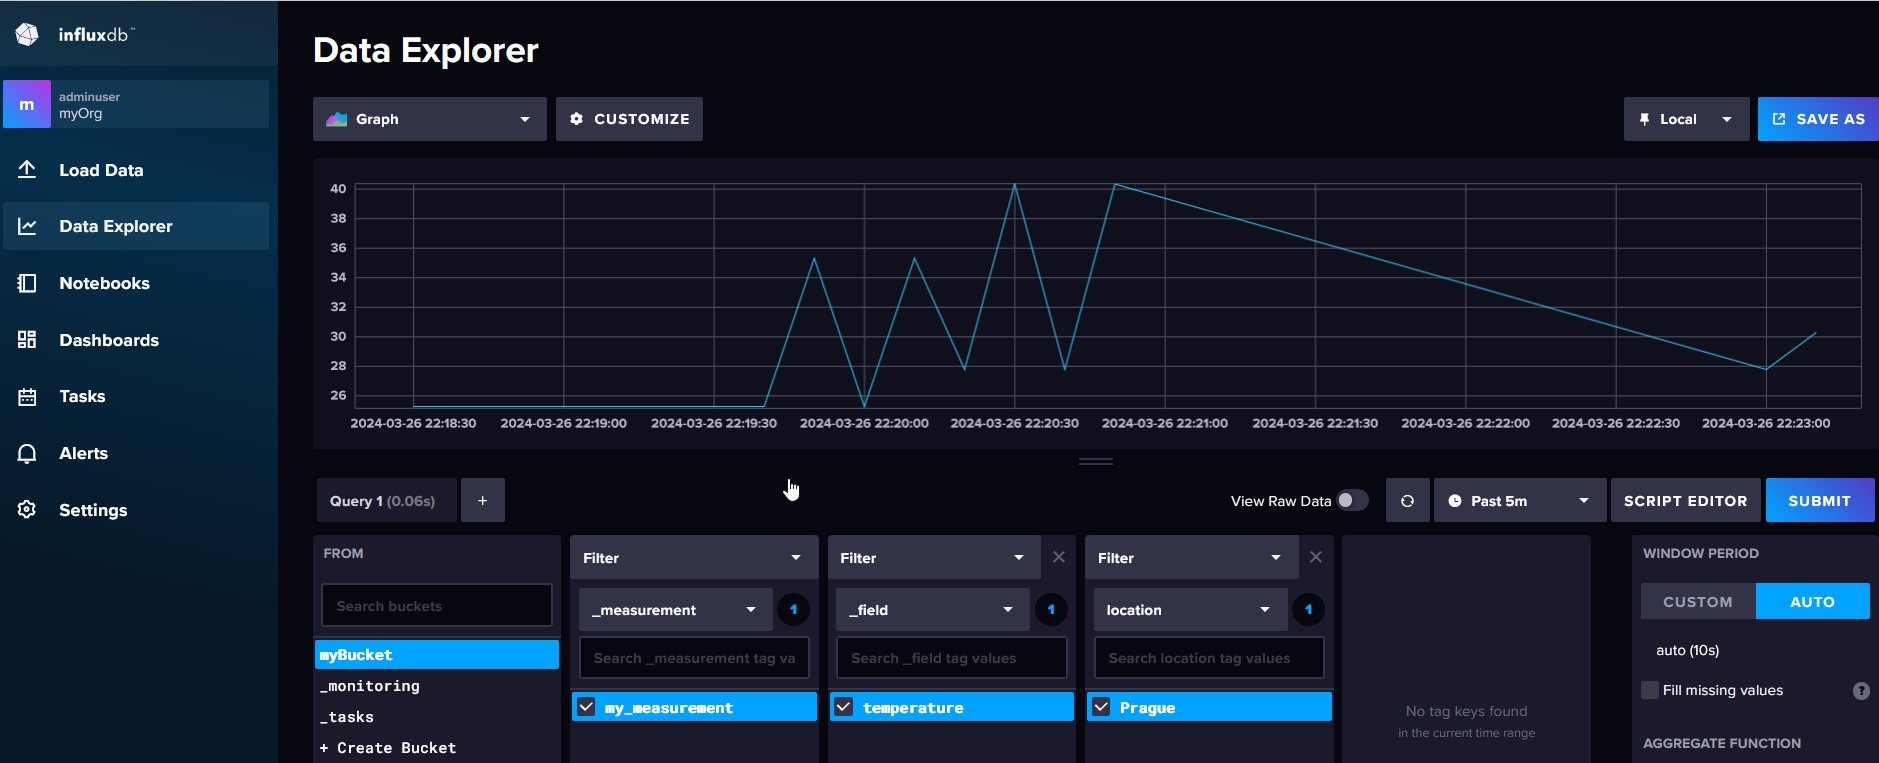 influxdb™
m
adminuser
myOrg
Load Data
Data Explorer
Notebooks
Dashboards
Tasks
Alerts
Settings
Data Explorer
Graph
CUSTOMIZE
Local
SAVE AS
40
38
36
34
32
30
28
26
2024-03-26 22:18:30 2024-03-26 22:19:00 2024-03-26 22:19:30 2024-03-26 22:20:00 2024-03-26 22:20:30 2024-03-26 22:21:00 2024-03-26 22:21:30 2024-03-26 22:22:00 2024-03-26 22:22:30 2024-03-26 22:23:00
Query 1 (0.06s)
+
View Raw Data
Past 5m
SCRIPT EDITOR
SUBMIT
FROM
Search buckets
myBucket
_monitoring
_tasks
+ Create Bucket
Filter
_measurement
1
Search _measurement tag va
my_measurement
Filter
_field
1
Search _field tag values
temperature
Filter
location
1
Search location tag values
Prague
No tag keys found
in the current time range
WINDOW PERIOD
CUSTOM
AUTO
auto (10s)
Fill missing values
?
AGGREGATE FUNCTION